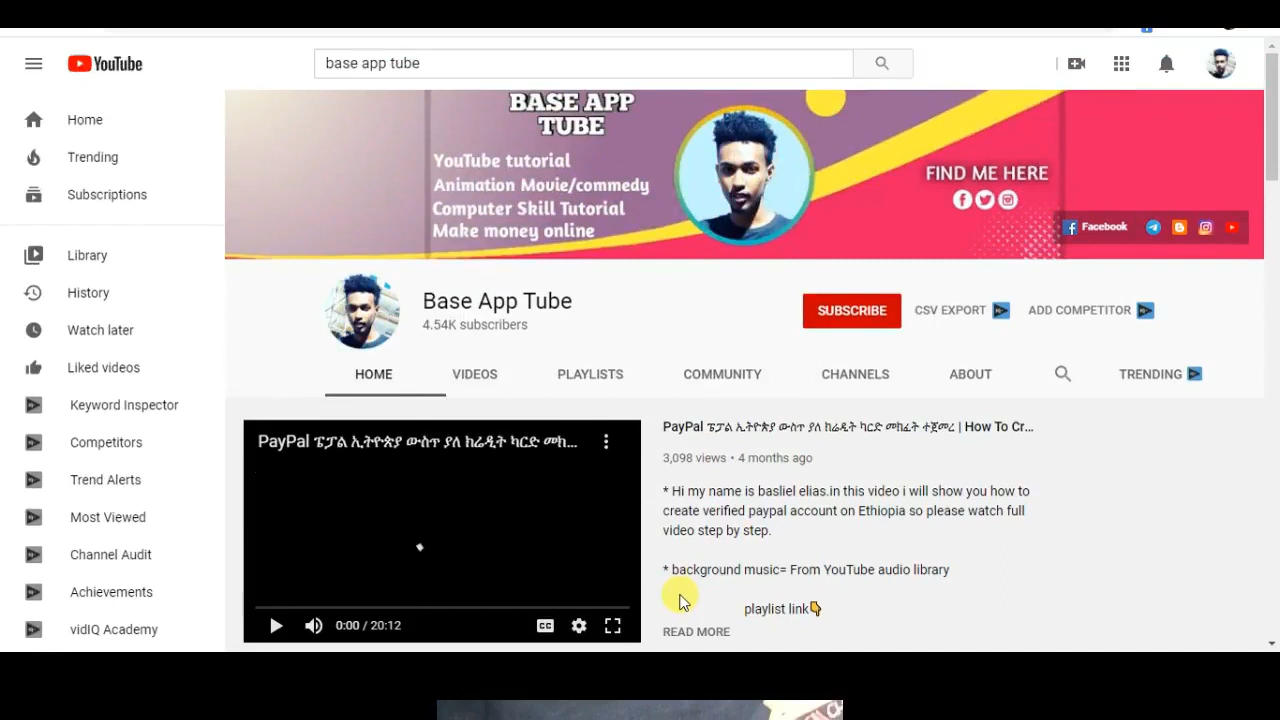 YouTube
base app tube
Home
Trending
Subscriptions
Library
History
Watch later
Liked videos
Keyword Inspector
Competitors
Trend Alerts
Most Viewed
Channel Audit
Achievements
vidIQ Academy
BASE APP
TUBE
YouTube tutorial
Animation Movie/commedy
Computer Skill Tutorial
Make money online
FIND ME HERE
Facebook
Base App Tube
4.54K subscribers
SUBSCRIBE
CSV EXPORT
ADD COMPETITOR
HOME
VIDEOS
PLAYLISTS
COMMUNITY
CHANNELS
ABOUT
TRENDING
PayPal ፔፓል ኢትዮጵያ ውስጥ ያለ ክሬዲት ካርድ መክ...
0:00 / 20:12
CC
PayPal ፔፓል ኢትዮጵያ ውስጥ ያለ ክሬዲት ካርድ መክፈት ተጀመረ | How To Cr...
3,098 views • 4 months ago
* Hi my name is basliel elias.in this video i will show you how to
create verified paypal account on Ethiopia so please watch full
video step by step.
* background music= From YouTube audio library
playlist link👇
READ MORE